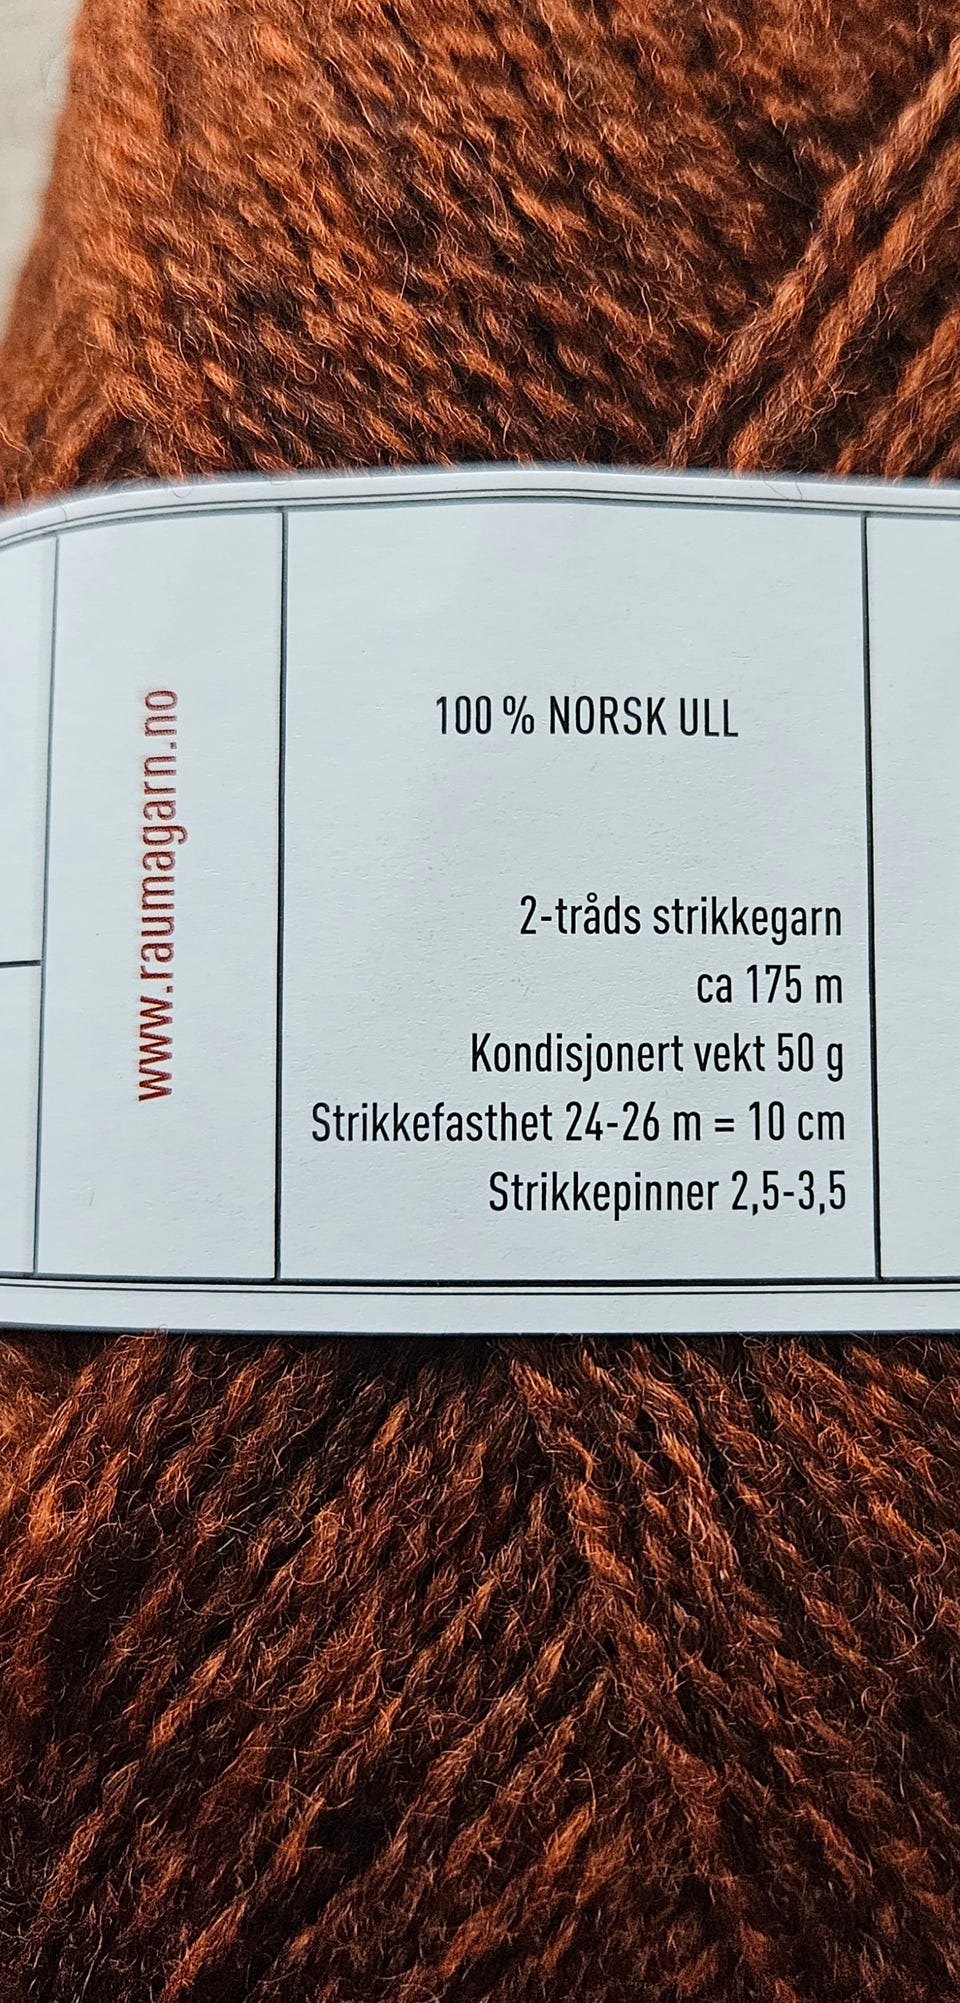 www.raumagarn.no
100 % NORSK ULL
2-tråds strikkegarn
ca 175 m
Kondisjonert vekt 50 g
Strikkefasthet 24-26 m = 10 cm
Strikkepinner 2,5-3,5